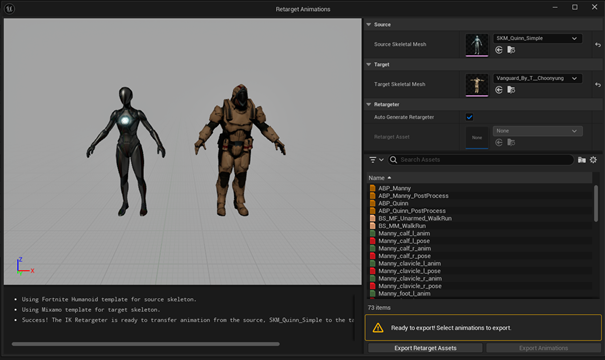 Retarget Animations
Source
Source Skeletal Mesh
SKM_Quinn_Simple
Target
Target Skeletal Mesh
Vanguard_By_T__Choonyung
Retargeter
Auto Generate Retargeter
Retarget Asset
None
None
Search Assets
Name
ABP_Manny
ABP_Manny_PostProcess
ABP_Quinn
ABP_Quinn_PostProcess
BS_MF_Unarmed_WalkRun
BS_MM_WalkRun
Manny_calf_l_anim
Manny_calf_l_pose
Manny_calf_r_anim
Manny_calf_r_pose
Manny_clavicle_l_anim
Manny_clavicle_l_pose
Manny_clavicle_r_anim
Manny_clavicle_r_pose
Manny_foot_l_anim
73 items
Z
X
Using Fortnite Humanoid template for source skeleton.
Using Mixamo template for target skeleton.
Success! The IK Retargeter is ready to transfer animation from the source, SKM_Quinn_Simple to the ta
Ready to export! Select animations to export.
Export Retarget Assets
Export Animations